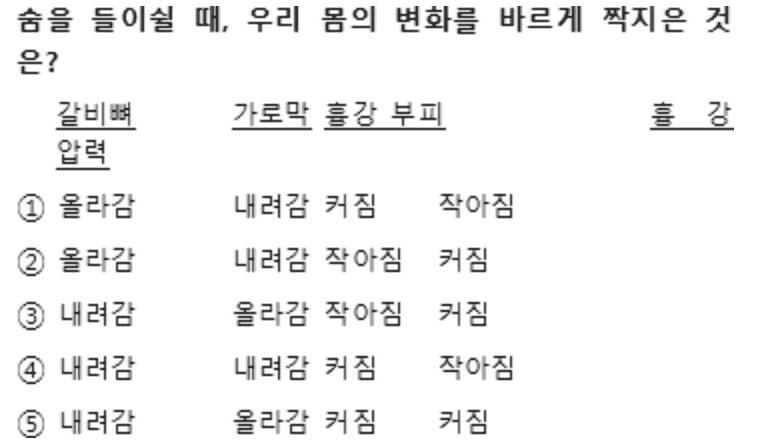 숨을 들이쉴 때, 우리 몸의 변화를 바르게 짝지은 것
은?
갈비뼈 가로막 흉강 부피 흉 강
압력
① 올라감 내려감 커짐 작아짐
② 올라감 내려감 작아짐 커짐
③ 내려감 올라감 작아짐 커짐
④ 내려감 내려감 커짐 작아짐
⑤ 내려감 올라감 커짐 커짐